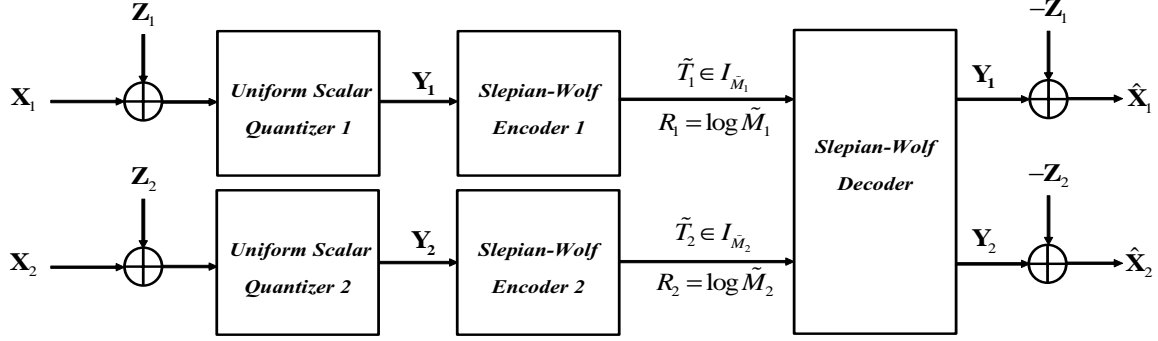 Z₁
−Z₁
X₁
Uniform Scalar
Quantizer 1
Y₁
Slepian-Wolf
Encoder 1
T̃₁ ∈ I_M̃₁
R₁ = log M̃₁
Y₁
X̂₁
Slepian-Wolf
Decoder
Z₂
−Z₂
X₂
Uniform Scalar
Quantizer 2
Y₂
Slepian-Wolf
Encoder 2
T̃₂ ∈ I_M̃₂
R₂ = log M̃₂
Y₂
X̂₂